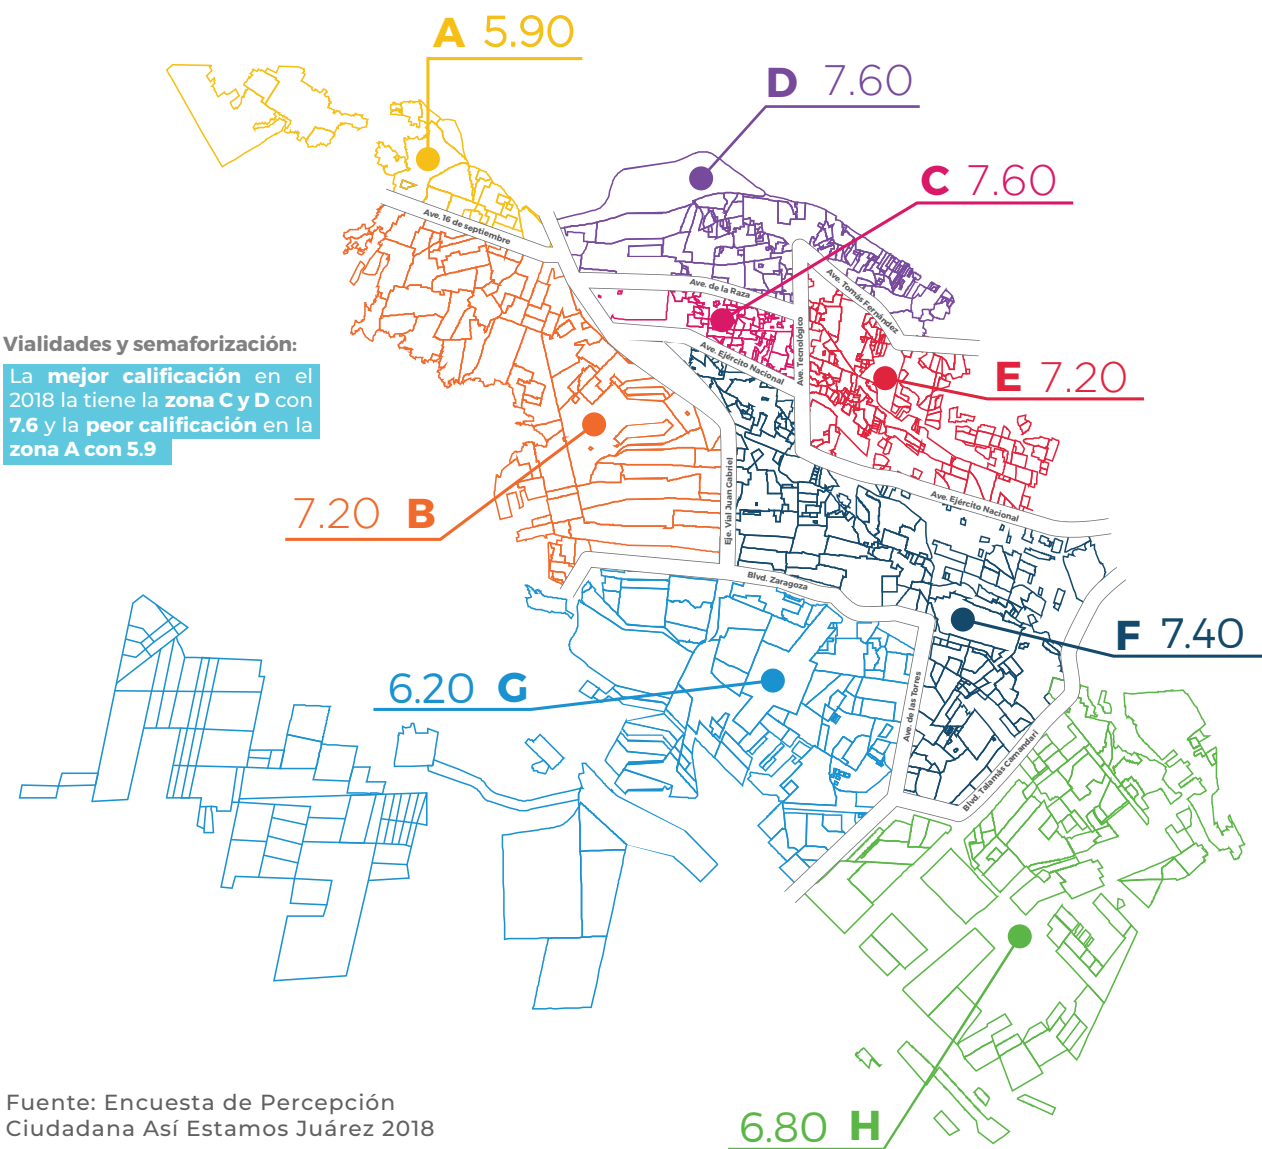 A 5.90
D 7.60
C 7.60
Ave. 16 de septiembre
Ave. de la Raza
Ave. Tomás Fernández
Ave. Tecnológico
Ave. Ejército Nacional
E 7.20
Vialidades y semaforización:
La mejor calificación en el
2018 la tiene la zona C y D con
7.6 y la peor calificación en la
zona A con 5.9
7.20 B
Eje. Vial Juan Gabriel
Ave. Ejército Nacional
Blvd. Zaragoza
F 7.40
6.20 G
Ave. de las Torres
Blvd. Talamás Camandari
Fuente: Encuesta de Percepción
Ciudadana Así Estamos Juárez 2018
6.80 H